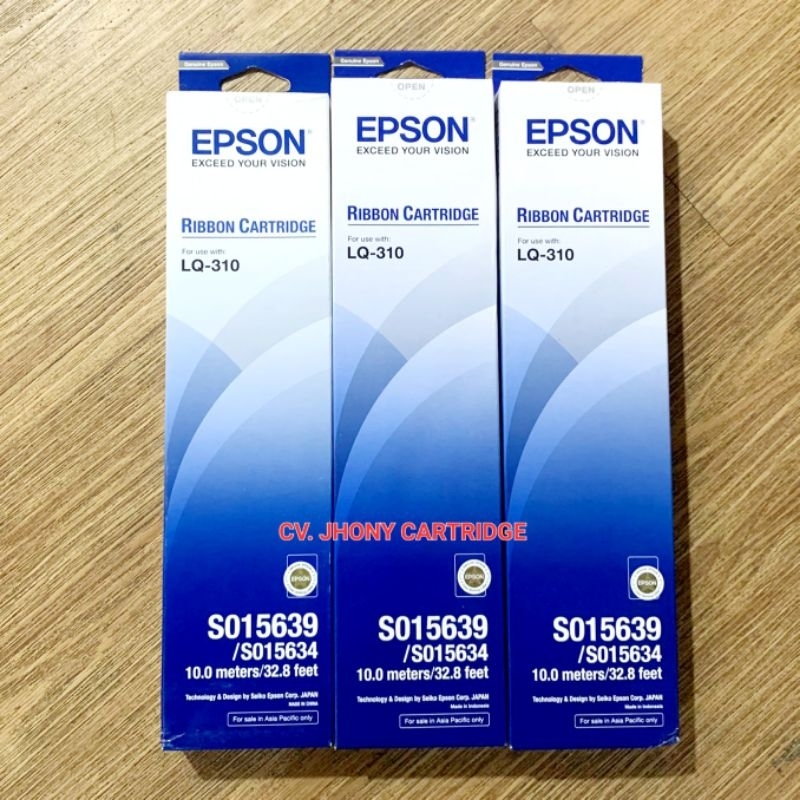 Genuine Epson
OPEN
EPSON®
EXCEED YOUR VISION
RIBBON CARTRIDGE
For use with:
LQ-310
EPSON
S015639
/S015634
10.0 meters/32.8 feet
Technology & Design by Seiko Epson Corp. JAPAN
MADE IN CHINA
For sale in Asia Pacific only
Genuine Epson
OPEN
EPSON®
EXCEED YOUR VISION
RIBBON CARTRIDGE
For use with:
LQ-310
CV. JHONY CARTRIDGE
EPSON
S015639
/S015634
10.0 meters/32.8 feet
Technology & Design by Seiko Epson Corp. JAPAN
Made in Indonesia
For sale in Asia Pacific only
Genuine Epson
OPEN
EPSON®
EXCEED YOUR VISION
RIBBON CARTRIDGE
For use with:
LQ-310
EPSON
S015639
/S015634
10.0 meters/32.8 feet
Technology & Design by Seiko Epson Corp. JAPAN
Made in Indonesia
For sale in Asia Pacific only